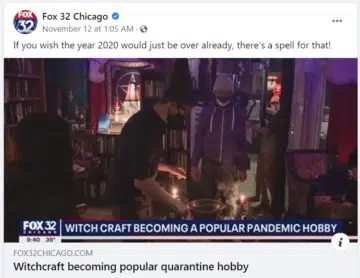 FOX
32
Fox 32 Chicago
November 12 at 1:05 AM ·
If you wish the year 2020 would just be over already, there's a spell for that!
FOX 32
CHICAGO
9:40 39°
WITCH CRAFT BECOMING A POPULAR PANDEMIC HOBBY
FOX32CHICAGO.COM
Witchcraft becoming popular quarantine hobby